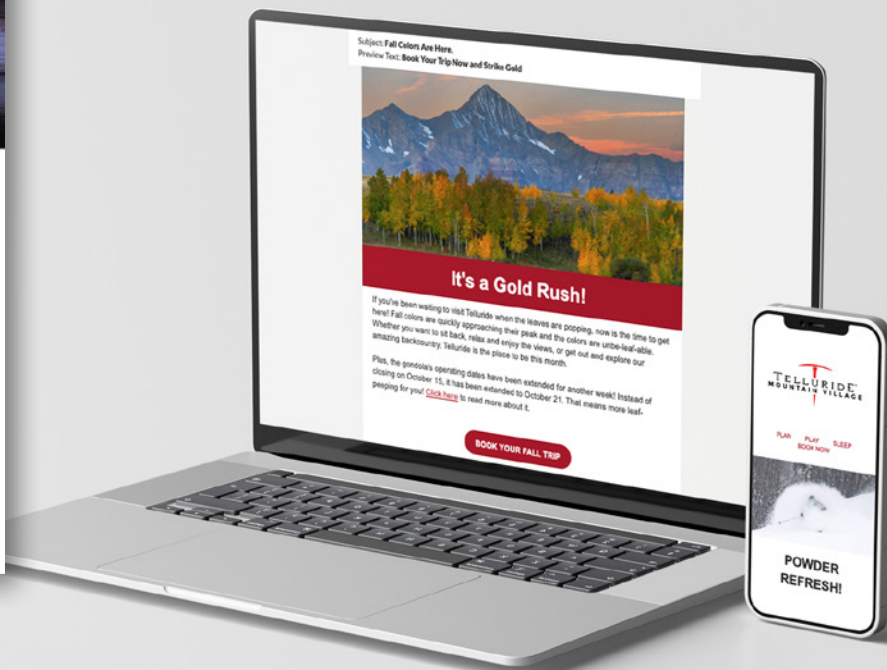 Subject: Fall Colors Are Here.
Preview Text: Book Your Trip Now and Strike Gold
It's a Gold Rush!
If you've been waiting to visit Telluride when the leaves are popping, now is the time to get
here! Fall colors are quickly approaching their peak and the colors are unbe-leaf-able.
Whether you want to sit back, relax and enjoy the views, or get out and explore our
amazing backcountry, Telluride is the place to be this month.
Plus, the gondola's operating dates have been extended for another week! Instead of
closing on October 15, it has been extended to October 21. That means more leaf-
peeping for you! Click here to read more about it.
BOOK YOUR FALL TRIP
TELLURIDE
MOUNTAIN VILLAGE
PLAN PLAY SLEEP
BOOK NOW
POWDER
REFRESH!